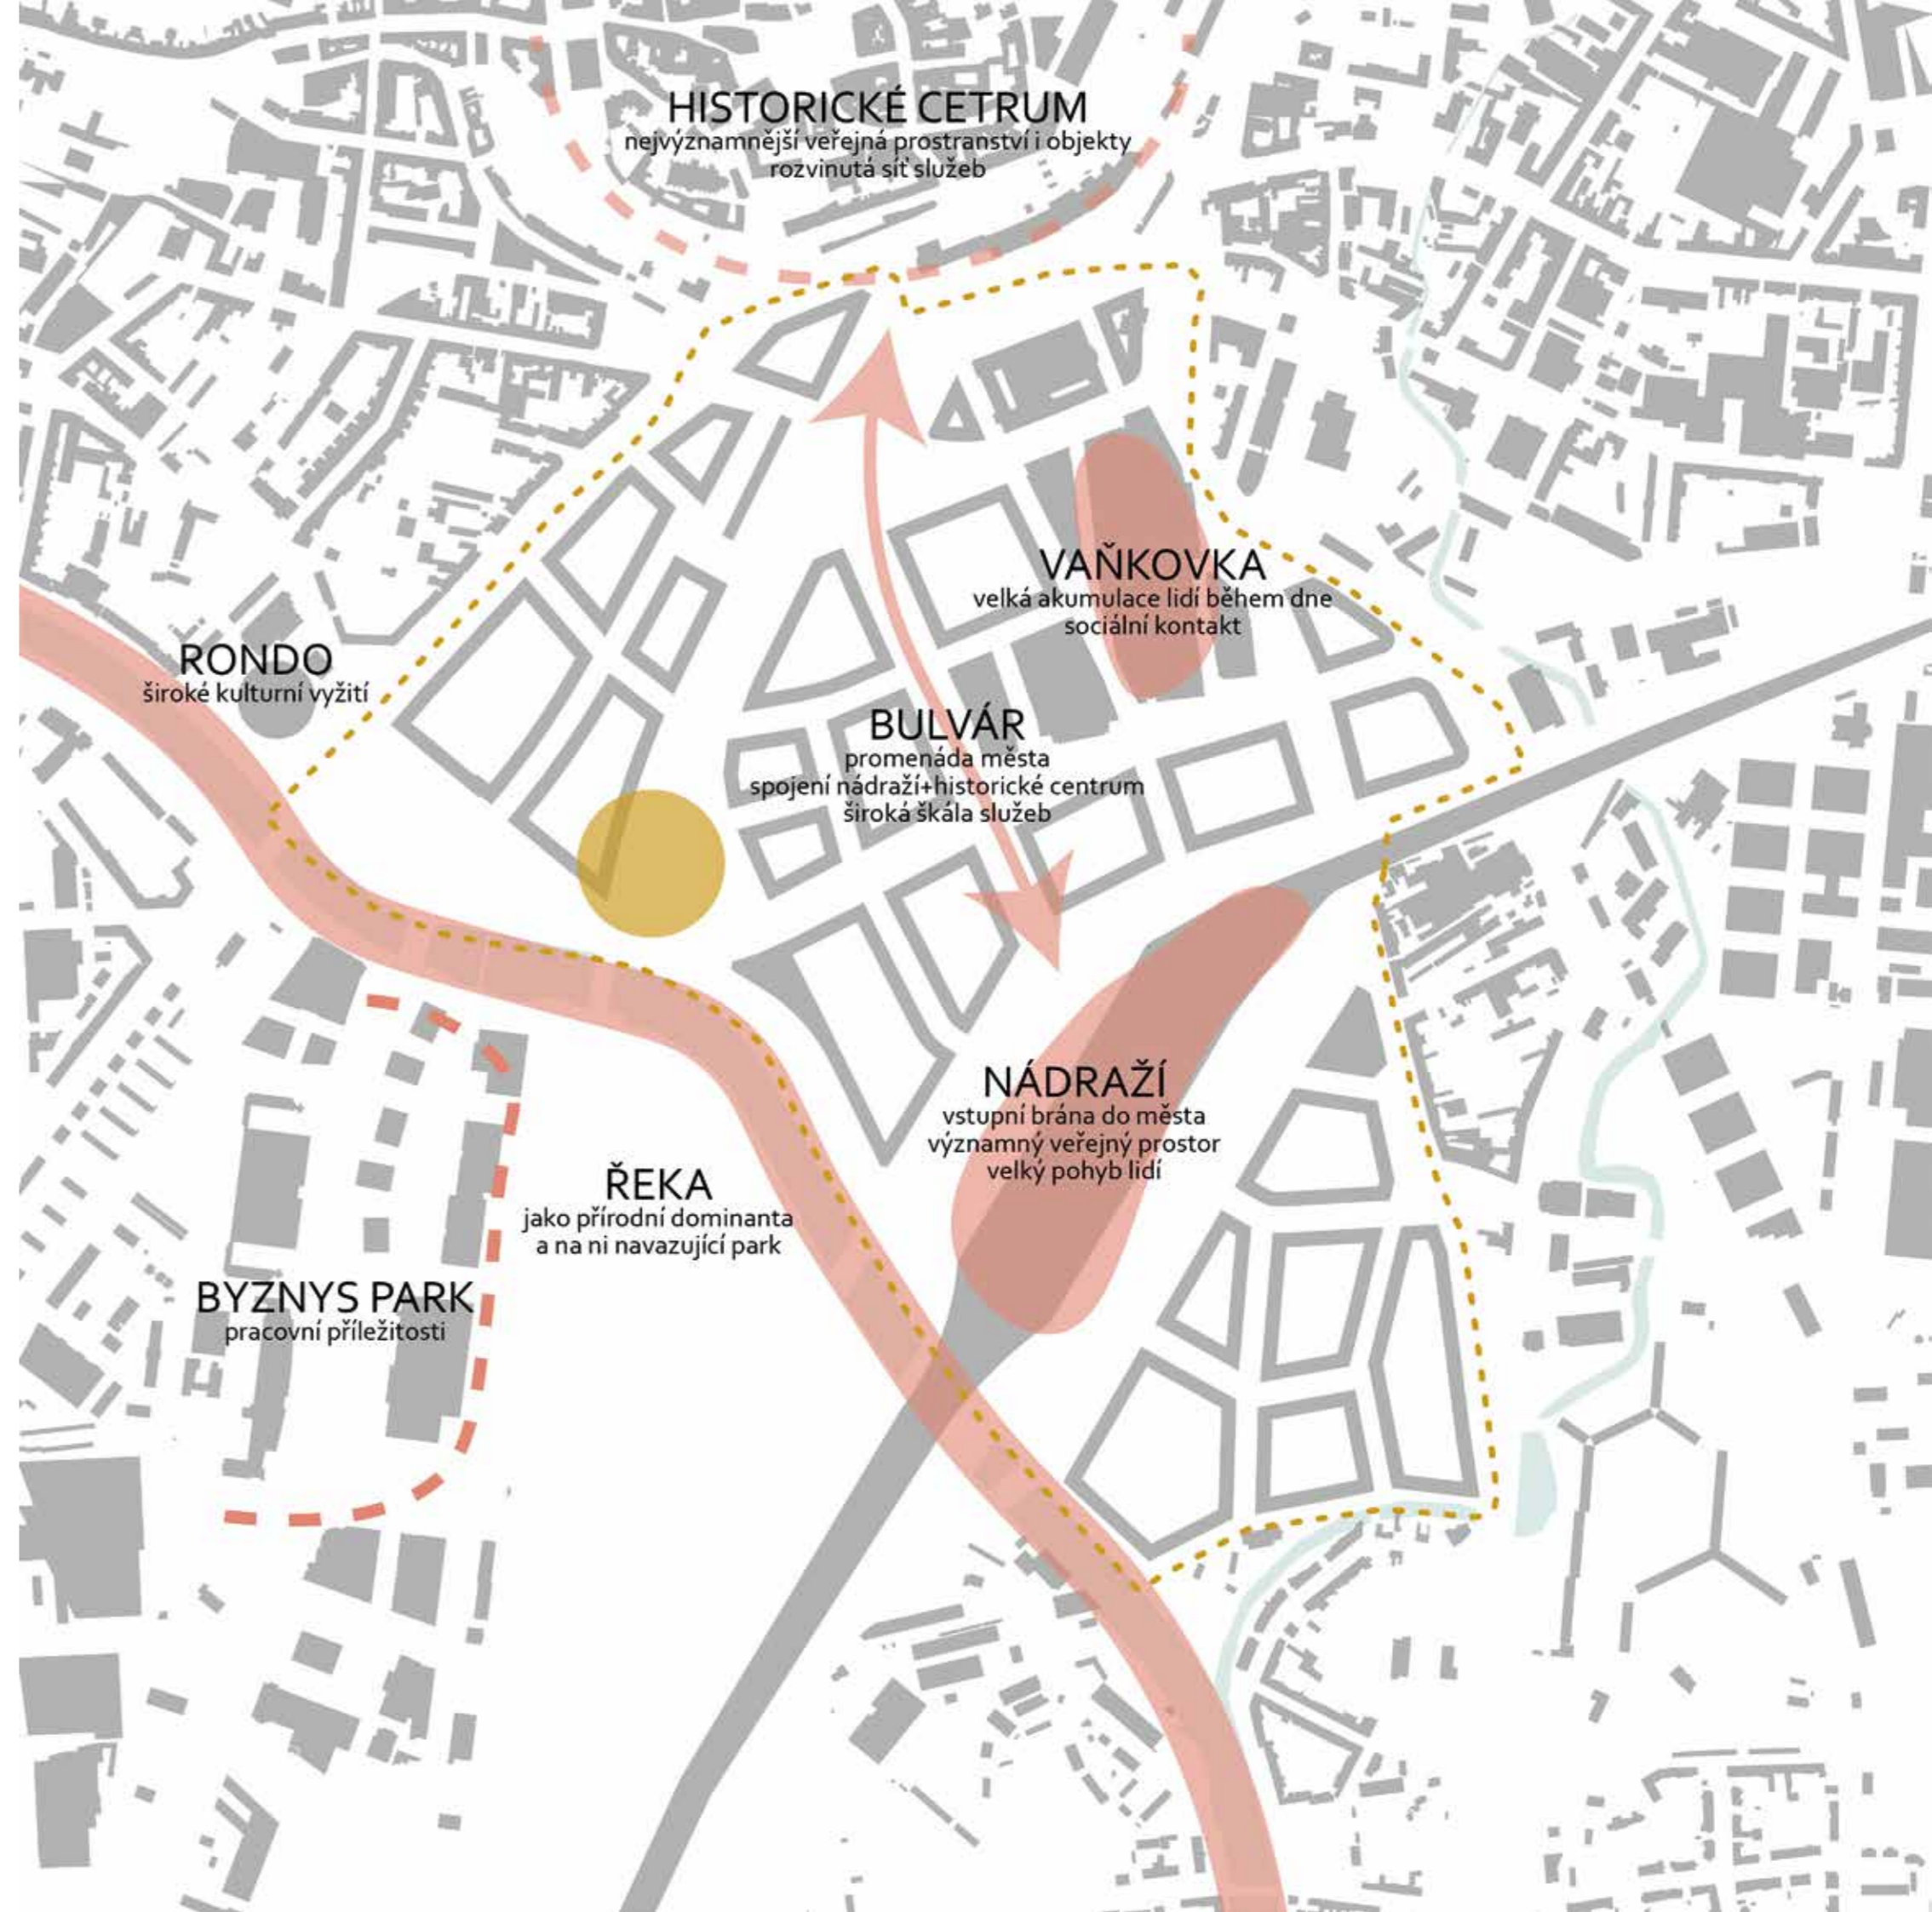 HISTORICKÉ CETRUM
nejvýznamnější veřejná prostranství i objekty
rozvinutá síť služeb
VAŇKOVKA
velká akumulace lidí během dne
sociální kontakt
RONDO
široké kulturní vyžití
BULVÁR
promenáda města
spojení nádraží+historické centrum
široká škála služeb
NÁDRAŽÍ
vstupní brána do města
významný veřejný prostor
velký pohyb lidí
ŘEKA
jako přírodní dominanta
a na ni navazující park
BYZNYS PARK
pracovní příležitosti